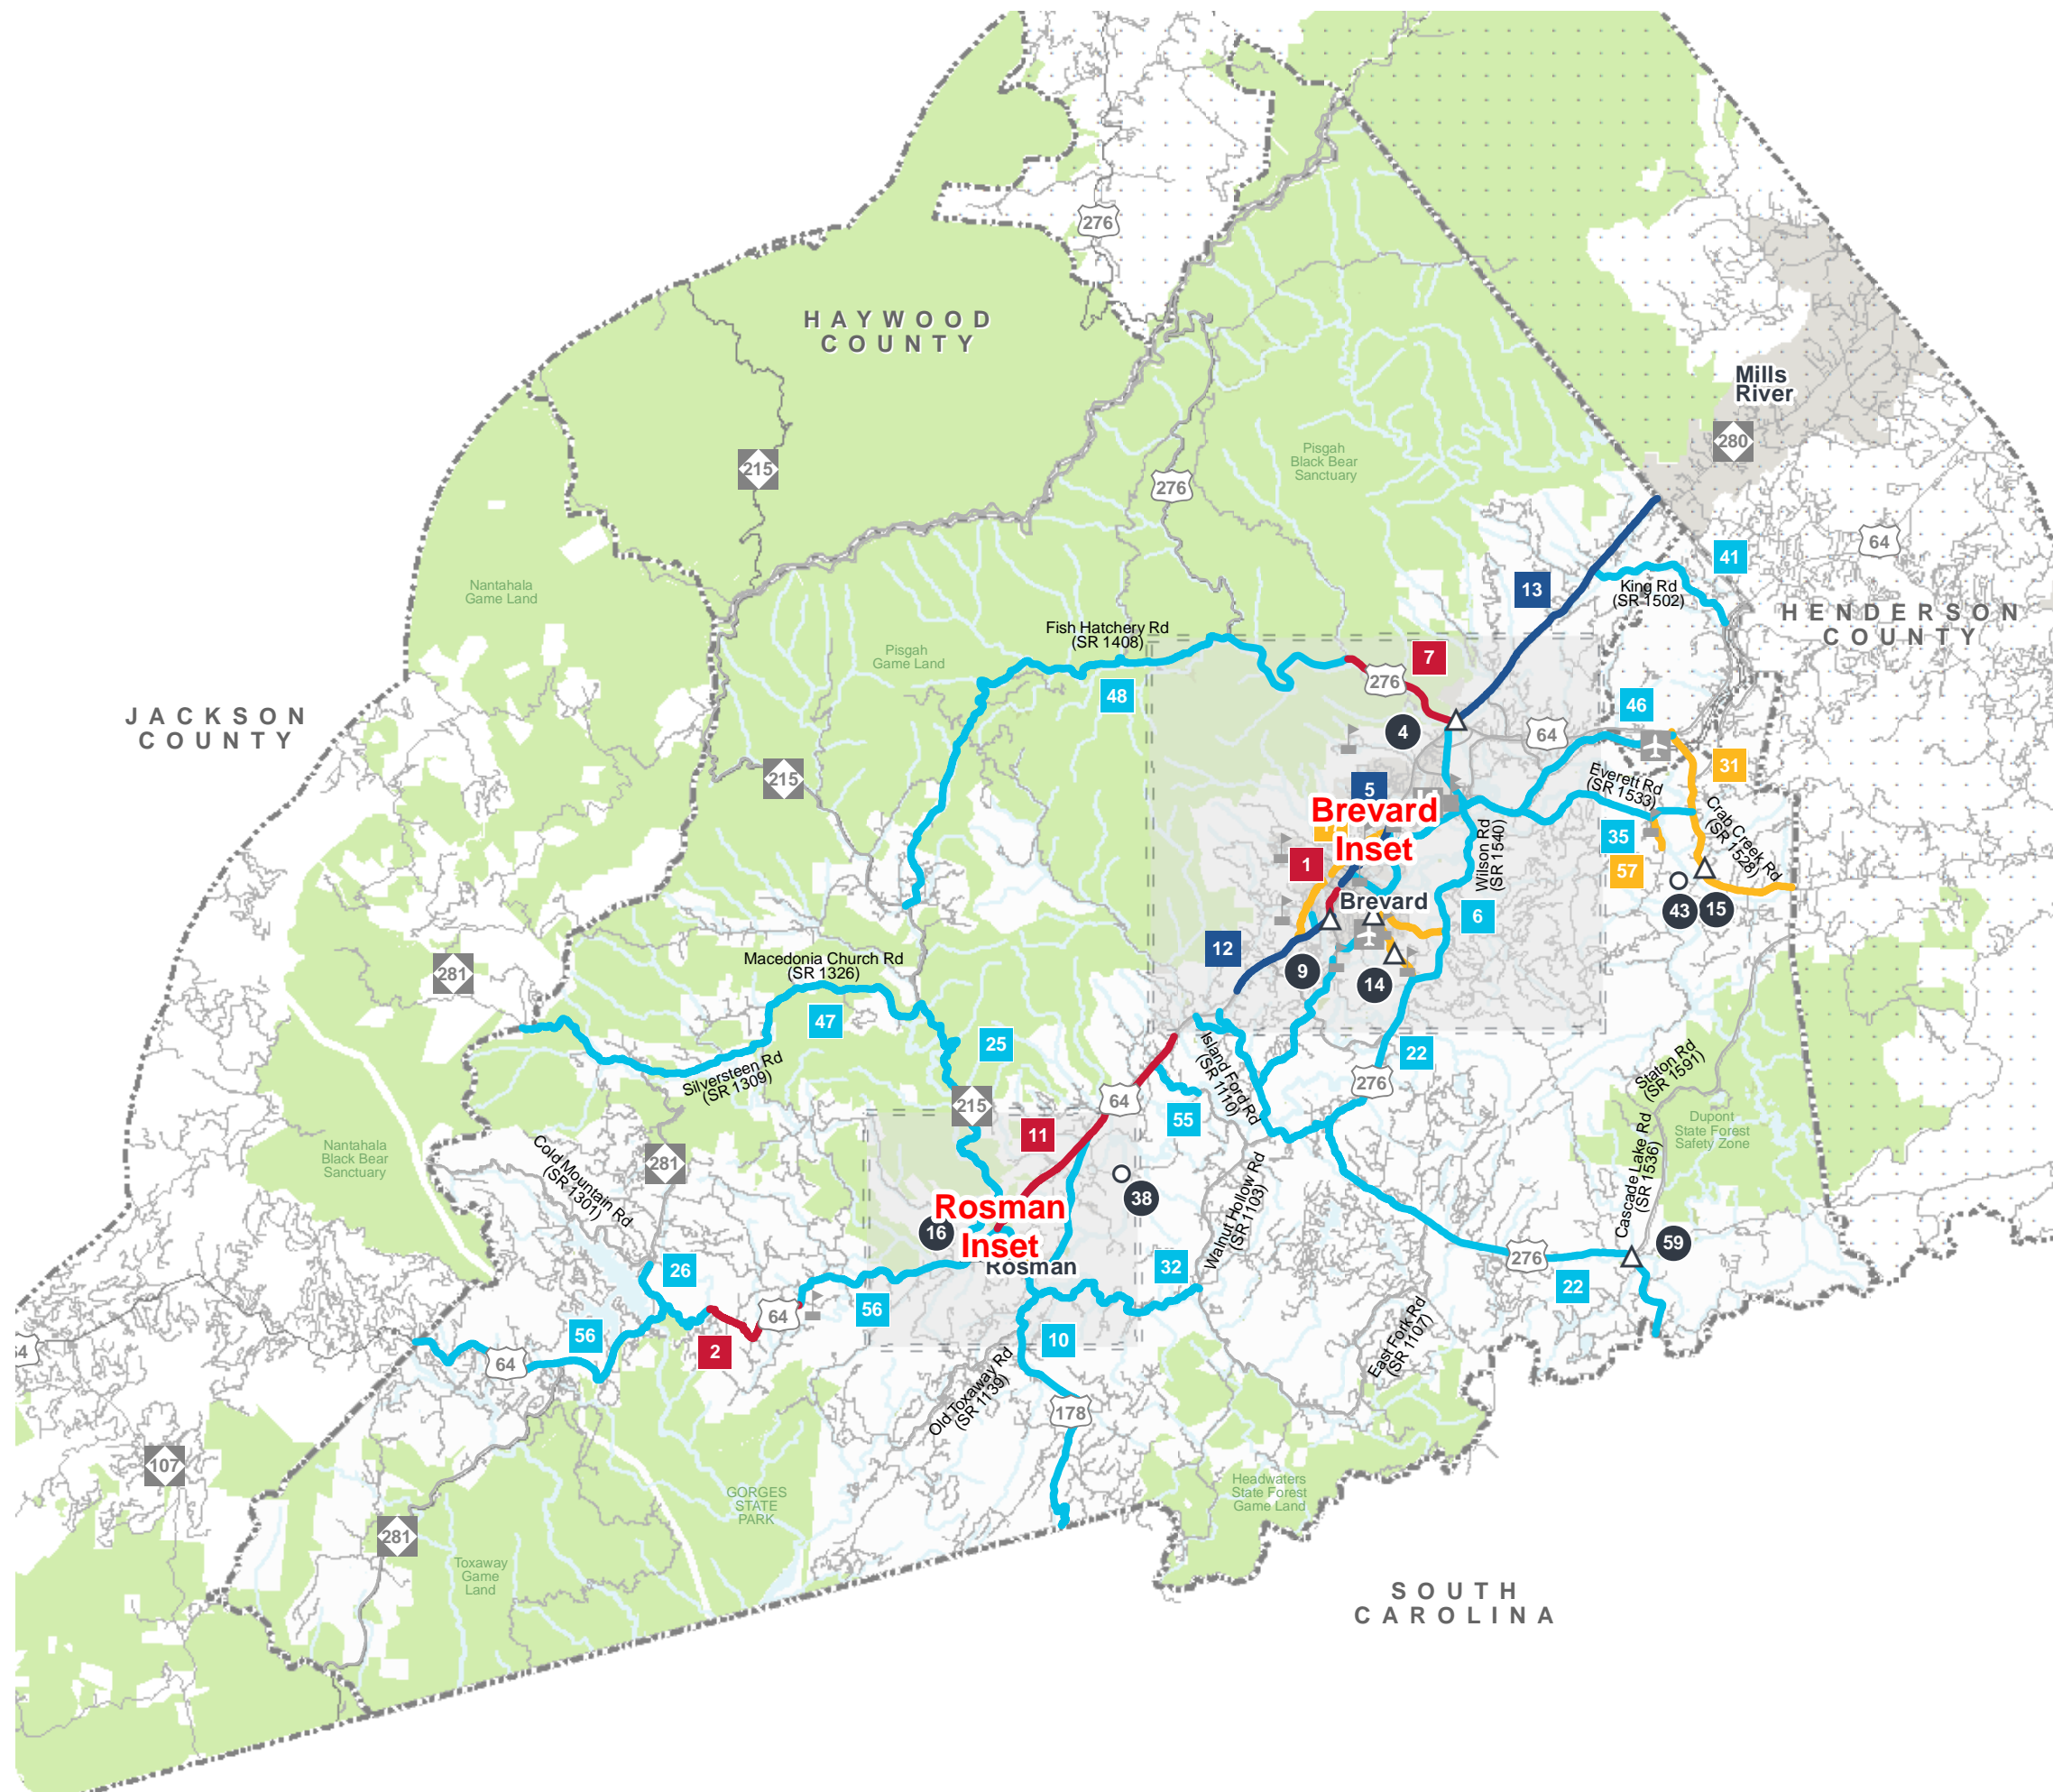 276
HAYWOOD
COUNTY
Mills
River
280
215
Pisgah
Black Bear
Sanctuary
276
64
41
Nantahala
Game Land
13
King Rd
(SR 1502)
HENDERSON
COUNTY
Fish Hatchery Rd
(SR 1408)
Pisgah
Game Land
7
276
48
46
JACKSON
COUNTY
4
64
31
215
Everett Rd
(SR 1533)
5
Brevard
Inset
Crab Creek Rd
(SR 1528)
35
Wilson Rd
(SR 1540)
1
57
Brevard
43
15
6
12
Macedonia Church Rd
(SR 1326)
281
9
14
47
25
22
Silversteen Rd
(SR 1309)
Island Ford Rd
(SR 1110)
276
Staton Rd
(SR 1591)
215
64
55
Dupont
State Forest
Safety Zone
11
Nantahala
Black Bear
Sanctuary
Cold Mountain Rd
(SR 1301)
281
38
Walnut Hollow Rd
(SR 1103)
Cascade Lake Rd
(SR 1536)
Rosman
Inset
16
Rosman
59
276
26
32
22
56
64
56
2
10
64
64
East Fork Rd
(SR 1107)
Old Toxaway Rd
(SR 1139)
178
107
GORGES
STATE
PARK
Headwaters
State Forest
Game Land
281
Toxaway
Game
Land
SOUTH
CAROLINA